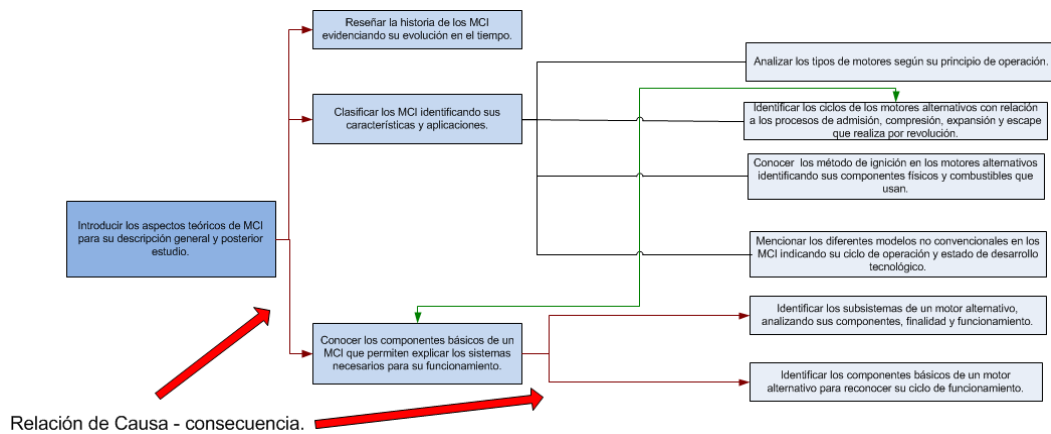 Reseñar la historia de los MCI
evidenciando su evolución en el tiempo.
Analizar los tipos de motores según su principio de operación.
Clasificar los MCI identificando sus
características y aplicaciones.
Identificar los ciclos de los motores alternativos con relación
a los procesos de admisión, compresión, expansión y escape
que realiza por revolución.
Conocer los método de ignición en los motores alternativos
identificando sus componentes físicos y combustibles que
usan.
Introducir los aspectos teóricos de MCI
para su descripción general y posterior
estudio.
Mencionar los diferentes modelos no convencionales en los
MCI indicando su ciclo de operación y estado de desarrollo
tecnológico.
Identificar los subsistemas de un motor alternativo,
analizando sus componentes, finalidad y funcionamiento.
Conocer los componentes básicos de un
MCI que permiten explicar los sistemas
necesarios para su funcionamiento.
Identificar los componentes básicos de un motor
alternativo para reconocer su ciclo de funcionamiento.
Relación de Causa - consecuencia.